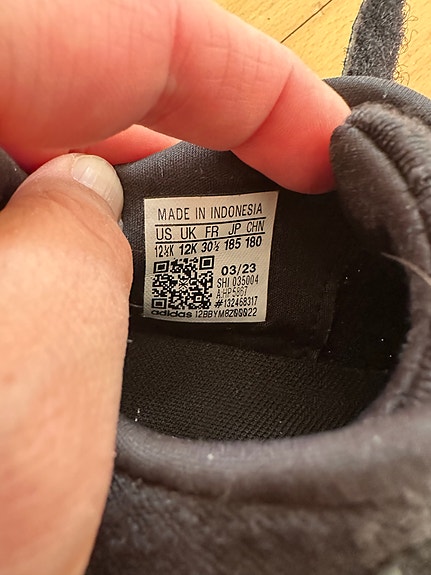 MADE IN INDONESIA
US UK FR JP CHN
12½K 12K 30½ 185 180
03/23
SHI 035004
#132468317
adidas